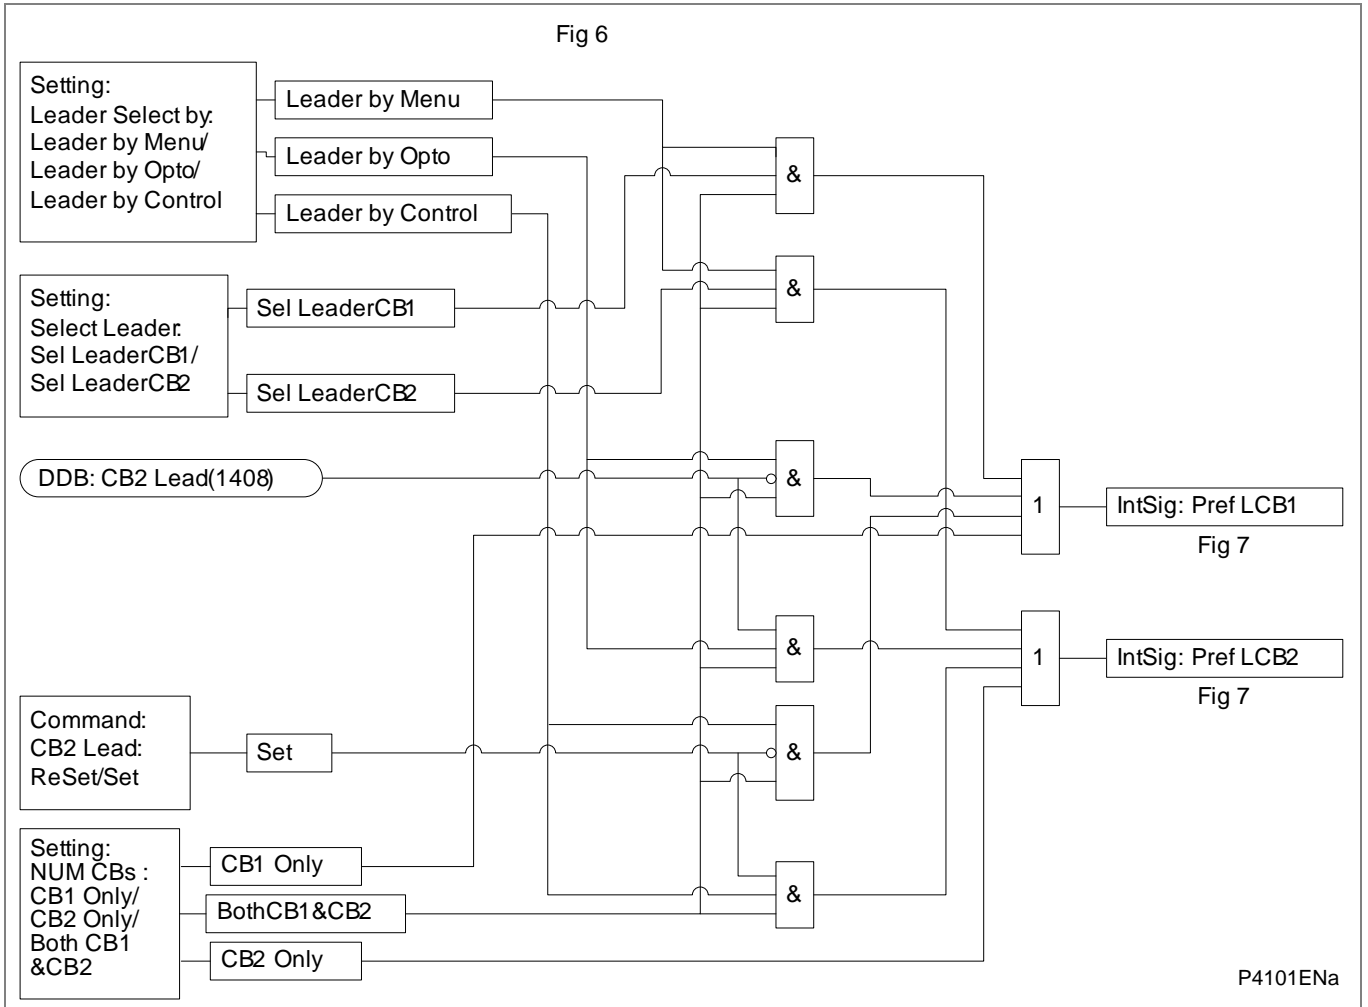 Fig 6
Setting:
Leader Select by:
Leader by Menu/
Leader by Opto/
Leader by Control
Leader by Menu
Leader by Opto
Leader by Control
&
&
Setting:
Select Leader:
Sel LeaderCB1/
Sel LeaderCB2
Sel LeaderCB1
Sel LeaderCB2
DDB: CB2 Lead(1408)
&
1
IntSig: Pref LCB1
Fig 7
&
1
IntSig: Pref LCB2
Fig 7
Command:
CB2 Lead:
ReSet/Set
Set
&
Setting:
NUM CBs :
CB1 Only/
CB2 Only/
Both CB1
&CB2
CB1 Only
BothCB1&CB2
CB2 Only
&
P4101ENa